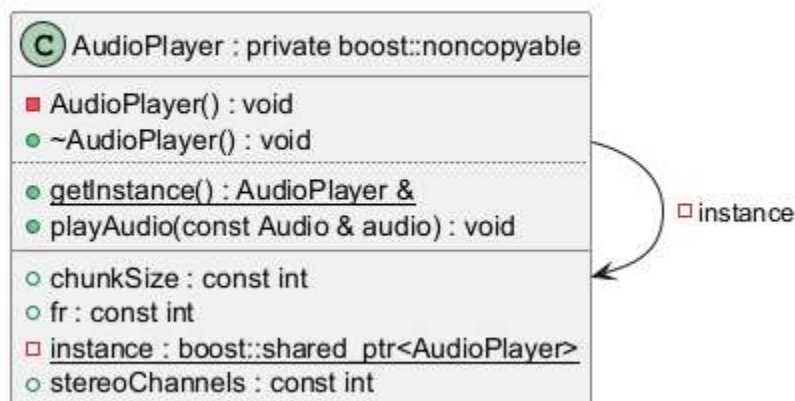 C AudioPlayer : private boost::noncopyable
AudioPlayer() : void
~AudioPlayer() : void
getInstance() : AudioPlayer &
playAudio(const Audio & audio) : void
instance
chunkSize : const int
fr : const int
instance : boost::shared_ptr<AudioPlayer>
stereoChannels : const int